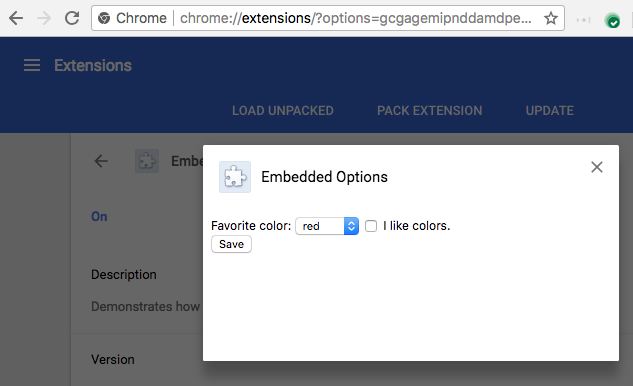 Chrome chrome://extensions/?options=gcgagemipnddamdpe...
Extensions
LOAD UNPACKED PACK EXTENSION UPDATE
Embedded Options
On
Favorite color: red I like colors.
Save
Description
Demonstrates how
Version